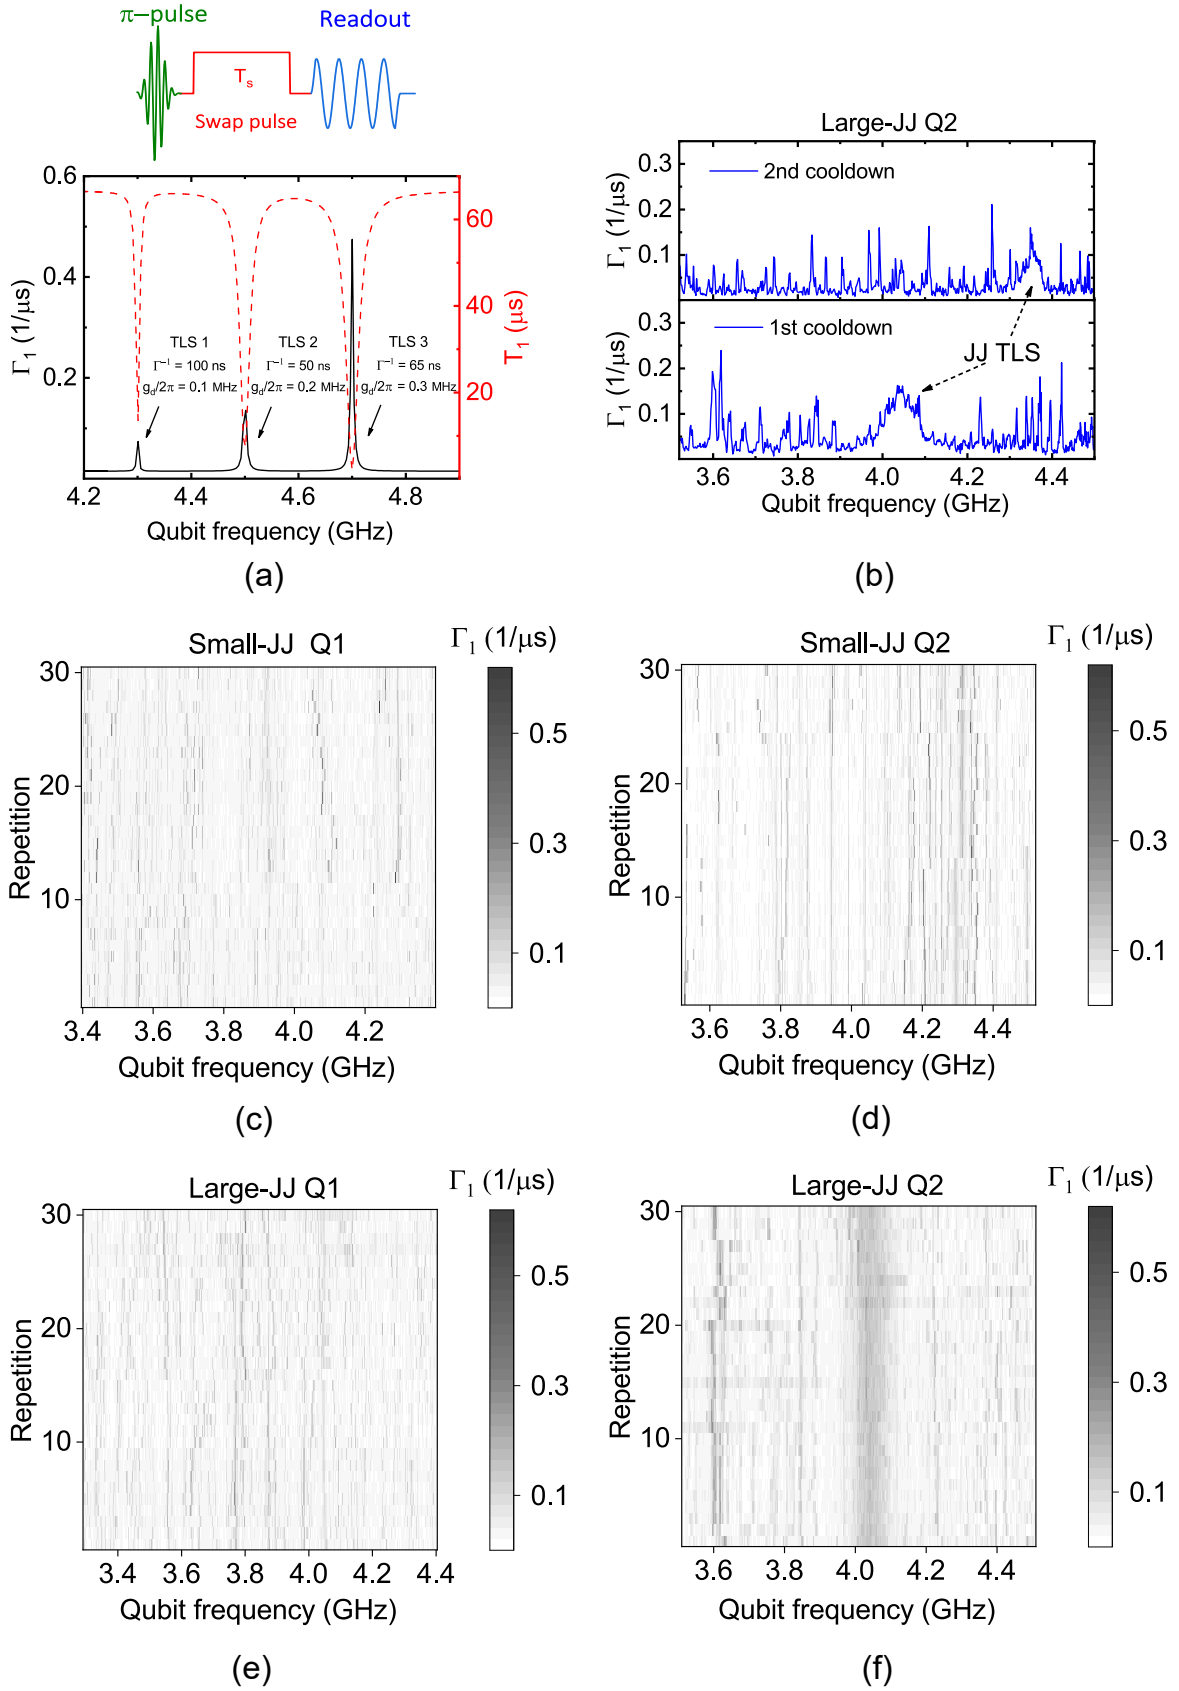 π−pulse
Readout
T_s
Swap pulse
0.6
0.4
0.2
60
40
20
Γ₁ (1/μs)
T₁ (μs)
TLS 1
Γ⁻¹ = 100 ns
g_d/2π = 0.1 MHz
TLS 2
Γ⁻¹ = 50 ns
g_d/2π = 0.2 MHz
TLS 3
Γ⁻¹ = 65 ns
g_d/2π = 0.3 MHz
4.2 4.4 4.6 4.8
Qubit frequency (GHz)
(a)
Large-JJ Q2
0.3
0.2
0.1
Γ₁ (1/μs)
2nd cooldown
0.3
0.1
Γ₁ (1/μs)
1st cooldown
JJ TLS
3.6 3.8 4.0 4.2 4.4
Qubit frequency (GHz)
(b)
Small-JJ Q1
Γ₁ (1/μs)
30
20
10
Repetition
0.5
0.3
0.1
3.4 3.6 3.8 4.0 4.2
Qubit frequency (GHz)
(c)
Small-JJ Q2
Γ₁ (1/μs)
30
20
10
Repetition
0.5
0.3
0.1
3.6 3.8 4.0 4.2 4.4
Qubit frequency (GHz)
(d)
Large-JJ Q1
Γ₁ (1/μs)
30
20
10
Repetition
0.5
0.3
0.1
3.4 3.6 3.8 4.0 4.2 4.4
Qubit frequency (GHz)
(e)
Large-JJ Q2
Γ₁ (1/μs)
30
20
10
Repetition
0.5
0.3
0.1
3.6 3.8 4.0 4.2 4.4
Qubit frequency (GHz)
(f)